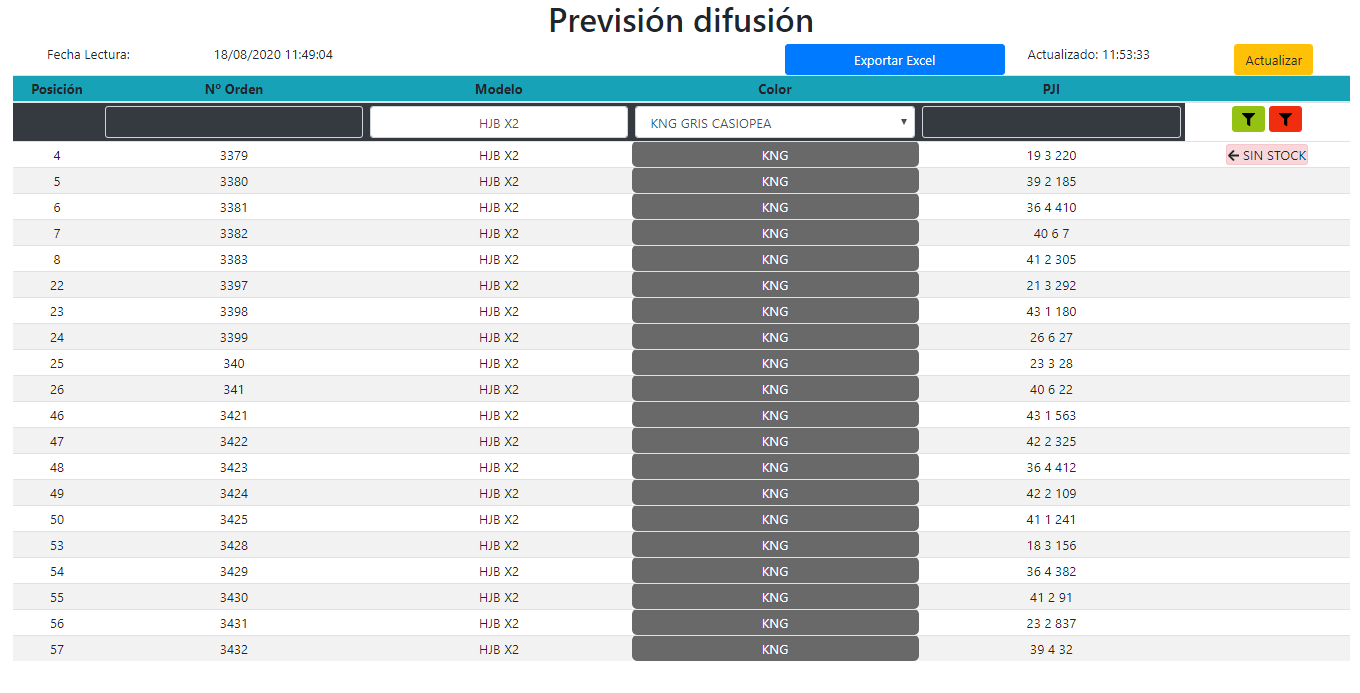 Previsión difusión
Fecha Lectura: 18/08/2020 11:49:04 Exportar Excel Actualizado: 11:53:33 Actualizar
Posición Nº Orden Modelo Color PJI
HJB X2 KNG GRIS CASIOPEA
4 3379 HJB X2 KNG 19 3 220 SIN STOCK
5 3380 HJB X2 KNG 39 2 185
6 3381 HJB X2 KNG 36 4 410
7 3382 HJB X2 KNG 40 6 7
8 3383 HJB X2 KNG 41 2 305
22 3397 HJB X2 KNG 21 3 292
23 3398 HJB X2 KNG 43 1 180
24 3399 HJB X2 KNG 26 6 27
25 340 HJB X2 KNG 23 3 28
26 341 HJB X2 KNG 40 6 22
46 3421 HJB X2 KNG 43 1 563
47 3422 HJB X2 KNG 42 2 325
48 3423 HJB X2 KNG 36 4 412
49 3424 HJB X2 KNG 42 2 109
50 3425 HJB X2 KNG 41 1 241
53 3428 HJB X2 KNG 18 3 156
54 3429 HJB X2 KNG 36 4 382
55 3430 HJB X2 KNG 41 2 91
56 3431 HJB X2 KNG 23 2 837
57 3432 HJB X2 KNG 39 4 32